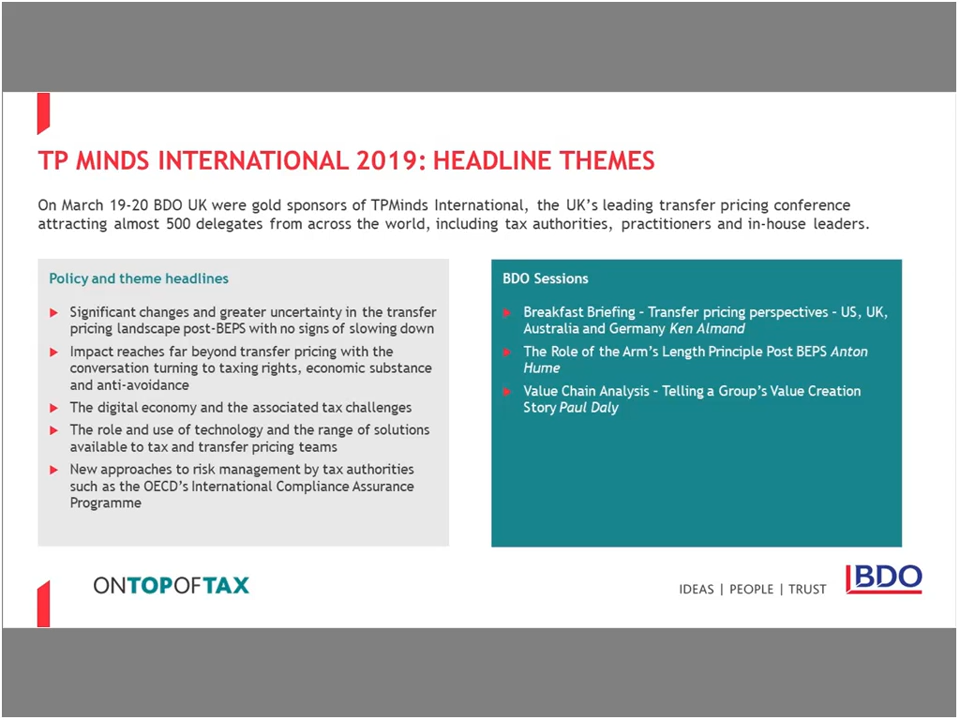 TP MINDS INTERNATIONAL 2019: HEADLINE THEMES
On March 19-20 BDO UK were gold sponsors of TPMinds International, the UK's leading transfer pricing conference
attracting almost 500 delegates from across the world, including tax authorities, practitioners and in-house leaders.
Policy and theme headlines
Significant changes and greater uncertainty in the transfer
pricing landscape post-BEPS with no signs of slowing down
Impact reaches far beyond transfer pricing with the
conversation turning to taxing rights, economic substance
and anti-avoidance
The digital economy and the associated tax challenges
The role and use of technology and the range of solutions
available to tax and transfer pricing teams
New approaches to risk management by tax authorities
such as the OECD's International Compliance Assurance
Programme
BDO Sessions
Breakfast Briefing – Transfer pricing perspectives – US, UK,
Australia and Germany Ken Almand
The Role of the Arm's Length Principle Post BEPS Anton
Hume
Value Chain Analysis – Telling a Group's Value Creation
Story Paul Daly
ONTOPOFTAX
IDEAS | PEOPLE | TRUST
BDO